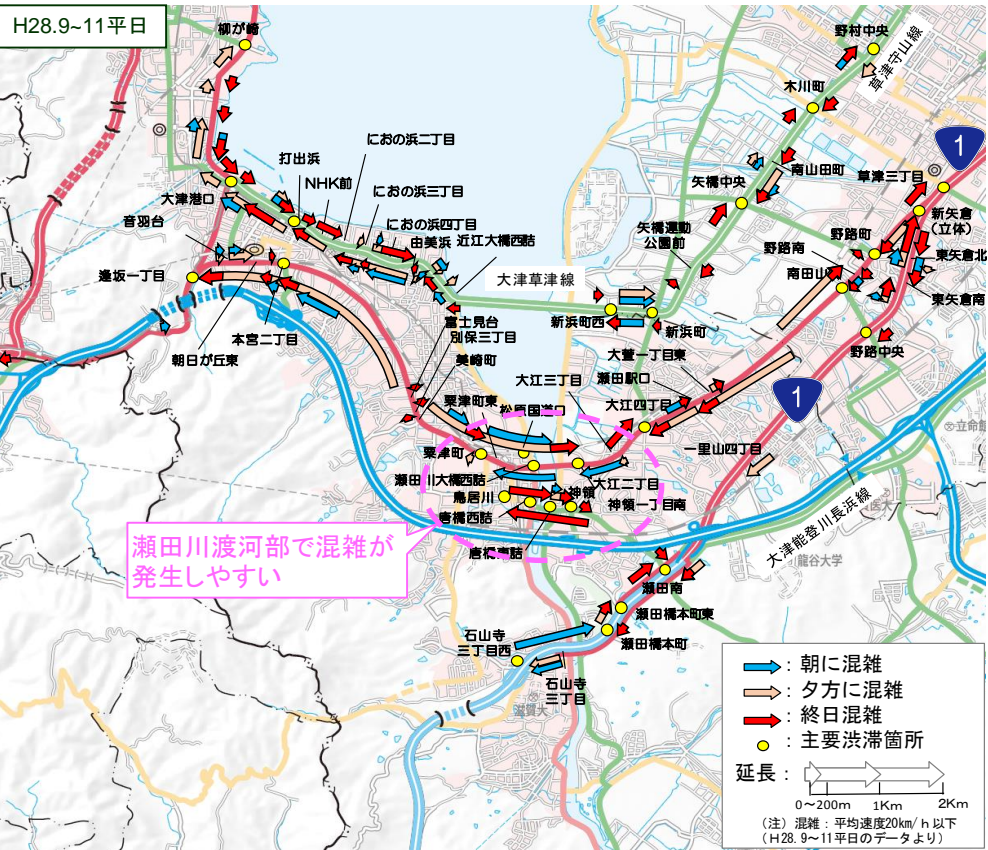 H28.9~11平日
柳が崎
野村中央
草津守山線
木川町
におの浜二丁目
打出浜
NHK前
南山田町
1
草津三丁目
大津港口
におの浜三丁目
矢橋中央
音羽台
におの浜四丁目
由美浜
近江大橋西詰
矢橋運動
公園前
野路町
新矢倉
(立体)
野路南
東矢倉北
逢坂一丁目
大津草津線
南田山
東矢倉南
本宮二丁目
富士見台
新浜町西
新浜町
別保三丁目
野路中央
朝日が丘東
美崎町
大萱一丁目東
大江三丁目
瀬田駅口
1
粟津町東
松原国道口
大江四丁目
一里山四丁目
粟津町
瀬田川大橋西詰
大江二丁目
神領
鳥居川
神領一丁目南
唐橋西詰
大津能登川長浜線
瀬田川渡河部で混雑が
発生しやすい
唐橋東詰
龍谷大学
瀬田南
瀬田橋本町東
石山寺
三丁目西
瀬田橋本町
石山寺
三丁目
滋賀大
:朝に混雑
:夕方に混雑
:終日混雑
:主要渋滞箇所
延長:
0~200m 1Km 2Km
(注)混雑:平均速度20km/h以下
(H28.9~11平日のデータより)